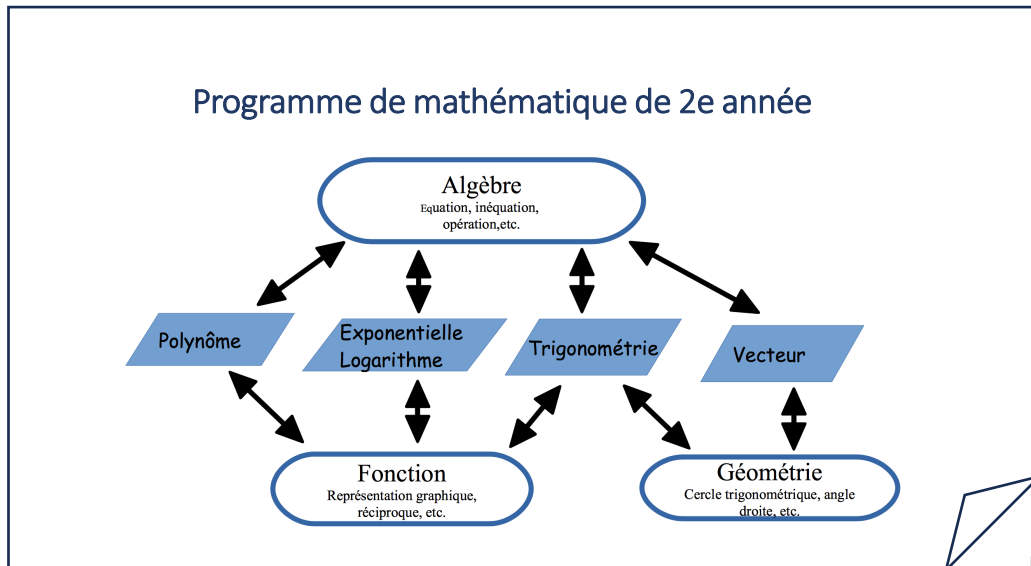 Programme de mathématique de 2e année
Algèbre
Equation, inéquation,
opération,etc.
Polynôme
Exponentielle
Logarithme
Trigonométrie
Vecteur
Fonction
Représentation graphique,
réciproque, etc.
Géométrie
Cercle trigonométrique, angle
droite, etc.